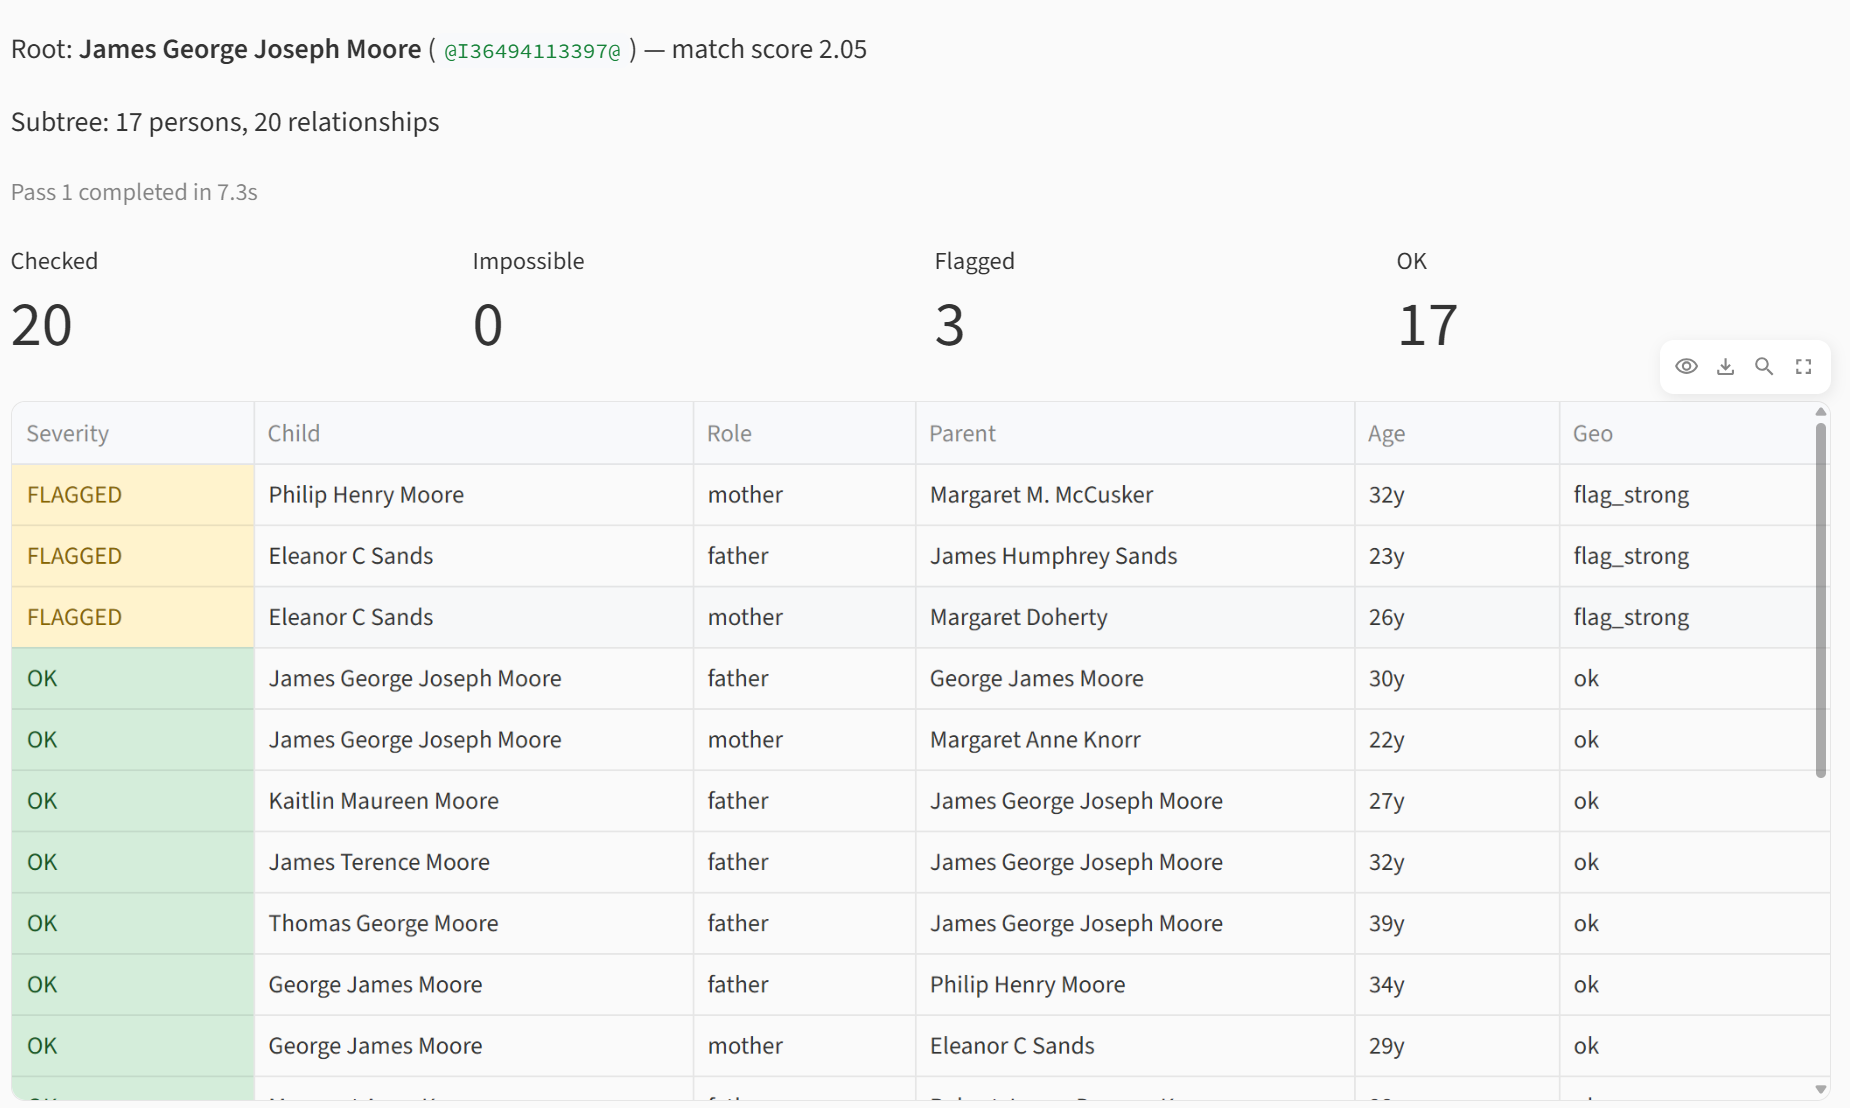 Root: James George Joseph Moore ( @I36494113397@ ) — match score 2.05
Subtree: 17 persons, 20 relationships
Pass 1 completed in 7.3s
Checked Impossible Flagged OK
20 0 3 17
Severity Child Role Parent Age Geo
FLAGGED Philip Henry Moore mother Margaret M. McCusker 32y flag_strong
FLAGGED Eleanor C Sands father James Humphrey Sands 23y flag_strong
FLAGGED Eleanor C Sands mother Margaret Doherty 26y flag_strong
OK James George Joseph Moore father George James Moore 30y ok
OK James George Joseph Moore mother Margaret Anne Knorr 22y ok
OK Kaitlin Maureen Moore father James George Joseph Moore 27y ok
OK James Terence Moore father James George Joseph Moore 32y ok
OK Thomas George Moore father James George Joseph Moore 39y ok
OK George James Moore father Philip Henry Moore 34y ok
OK George James Moore mother Eleanor C Sands 29y ok